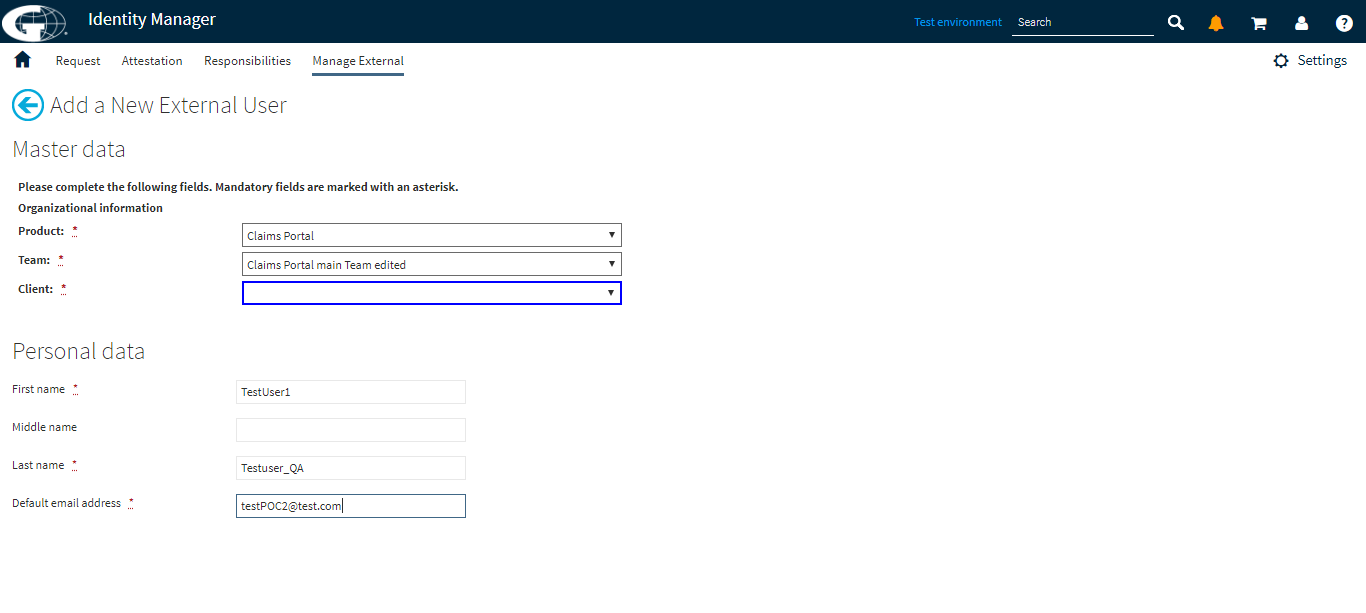 Identity Manager
Test environment
Search
Request Attestation Responsibilities Manage External
Settings
Add a New External User
Master data
Please complete the following fields. Mandatory fields are marked with an asterisk.
Organizational information
Product: * Claims Portal
Team: * Claims Portal main Team edited
Client: *
Personal data
First name * TestUser1
Middle name
Last name * Testuser_QA
Default email address * testPOC2@test.com